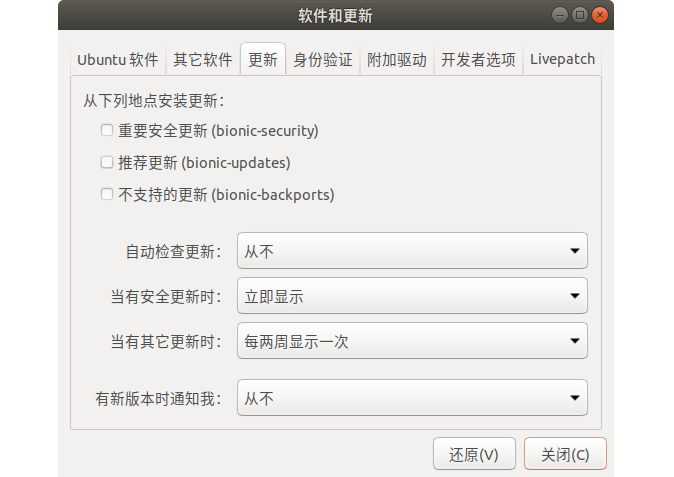 软件和更新
Ubuntu 软件 其它软件 更新 身份验证 附加驱动 开发者选项 Livepatch
从下列地点安装更新：
重要安全更新 (bionic-security)
推荐更新 (bionic-updates)
不支持的更新 (bionic-backports)
自动检查更新： 从不
当有安全更新时： 立即显示
当有其它更新时： 每两周显示一次
有新版本时通知我： 从不
还原(V) 关闭(C)